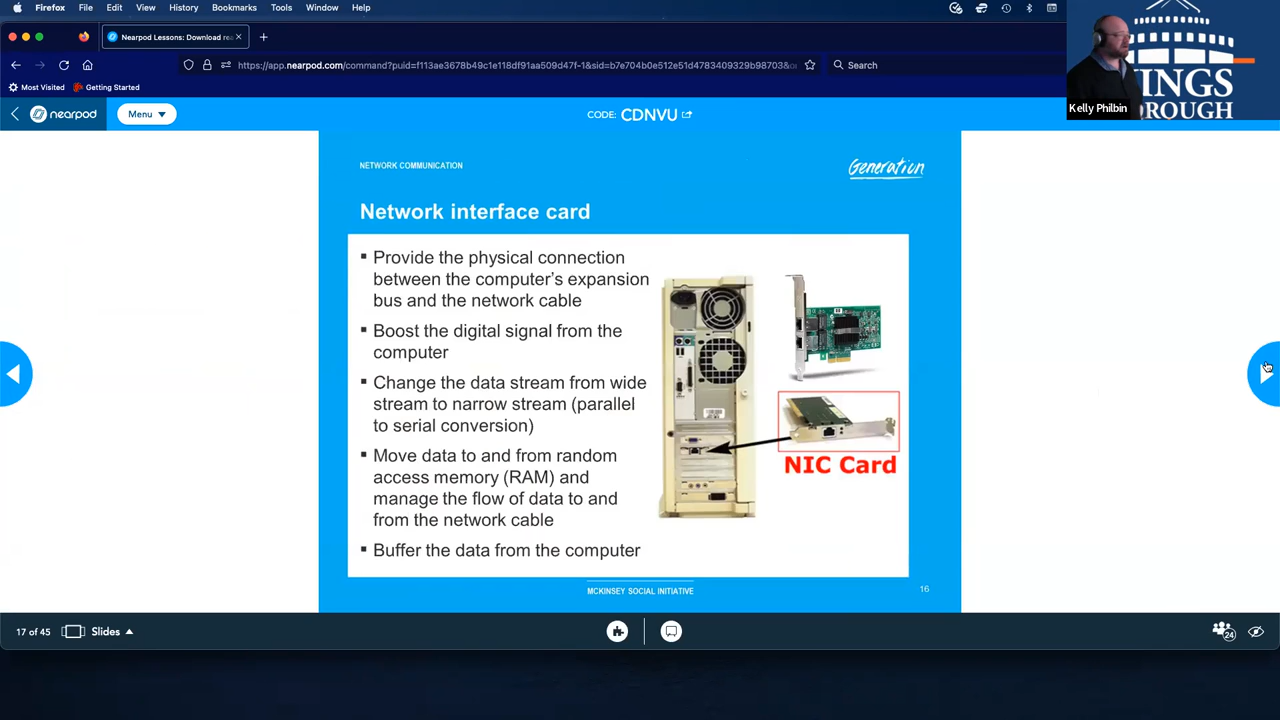 Firefox File Edit View History Bookmarks Tools Window Help
Nearpod Lessons: Download rea
https://app.nearpod.com/command?puid=f113ae3678b49c1e118df91aa509d47f-1&sid=b7e704b0e512e51d4783409329b98703&
Search
Most Visited Getting Started
INGS
OROUGH
Kelly Philbin
nearpod Menu CODE: CDNVU
NETWORK COMMUNICATION
Generation
Network interface card
▪ Provide the physical connection
between the computer's expansion
bus and the network cable
▪ Boost the digital signal from the
computer
▪ Change the data stream from wide
stream to narrow stream (parallel
to serial conversion)
▪ Move data to and from random
access memory (RAM) and
manage the flow of data to and
from the network cable
▪ Buffer the data from the computer
NIC Card
MCKINSEY SOCIAL INITIATIVE
16
17 of 45 Slides
24